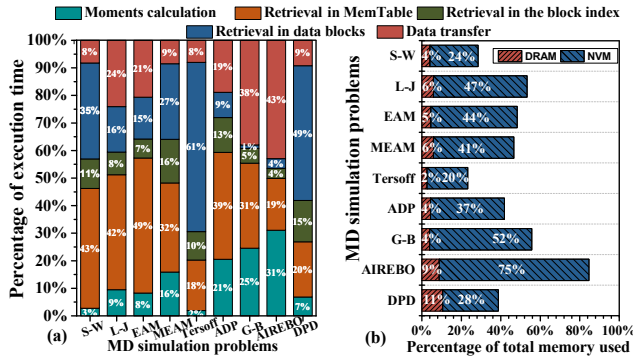 Moments calculation Retrieval in MemTable Retrieval in the block index
Retrieval in data blocks Data transfer
Percentage of execution time
100%
90%
80%
70%
60%
50%
40%
30%
20%
10%
0%
8% 24% 21% 9% 8% 19% 38% 43% 9%
35% 16% 15% 27% 61% 9% 1% 4% 49%
11% 8% 7% 16% 10% 13% 5% 4% 15%
43% 42% 49% 32% 18% 39% 31% 19% 20%
3% 9% 8% 16% 2% 21% 25% 31% 7%
(a)
S-W L-J EAM MEAM Tersoff ADP G-B AIREBO DPD
MD simulation problems
MD simulation problems
DRAM NVM
S-W 4% 24%
L-J 6% 47%
EAM 5% 44%
MEAM 6% 41%
Tersoff 2% 20%
ADP 4% 37%
G-B 4% 52%
AIREBO 9% 75%
DPD 11% 28%
0% 20% 40% 60% 80% 100%
(b)
Percentage of total memory used